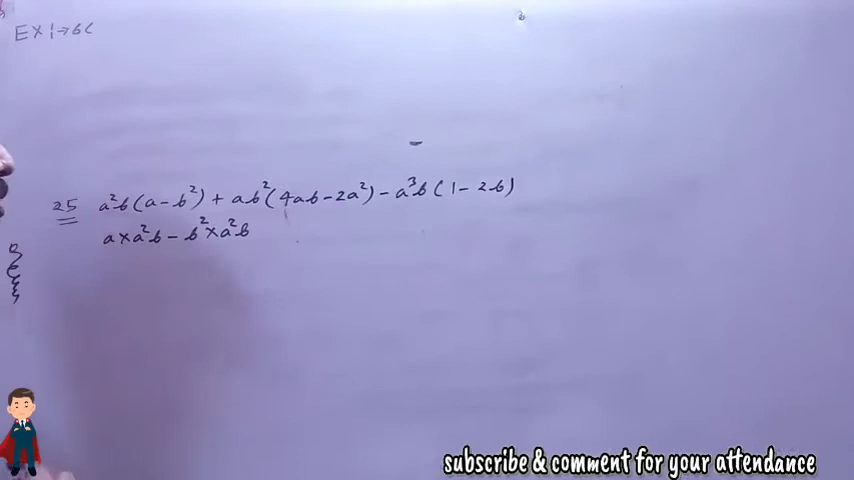 EX 1→6C
25 a²b(a-b²) + ab²(4ab-2a²) - a³b(1-2b)
a×a²b - b²×a²b
subscribe & comment for your attendance